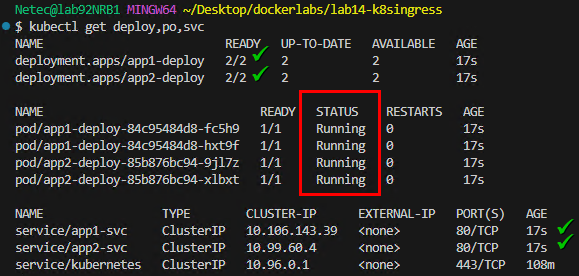 Netec@lab92NRB1 MINGW64 ~/Desktop/dockerlabs/lab14-k8singress
$ kubectl get deploy,po,svc
NAME READY UP-TO-DATE AVAILABLE AGE
deployment.apps/app1-deploy 2/2 2 2 17s
deployment.apps/app2-deploy 2/2 2 2 17s
NAME READY STATUS RESTARTS AGE
pod/app1-deploy-84c95484d8-fc5h9 1/1 Running 0 17s
pod/app1-deploy-84c95484d8-hxt9f 1/1 Running 0 17s
pod/app2-deploy-85b876bc94-9jl7z 1/1 Running 0 17s
pod/app2-deploy-85b876bc94-xlbxt 1/1 Running 0 17s
NAME TYPE CLUSTER-IP EXTERNAL-IP PORT(S) AGE
service/app1-svc ClusterIP 10.106.143.39 <none> 80/TCP 17s
service/app2-svc ClusterIP 10.99.60.4 <none> 80/TCP 17s
service/kubernetes ClusterIP 10.96.0.1 <none> 443/TCP 108m